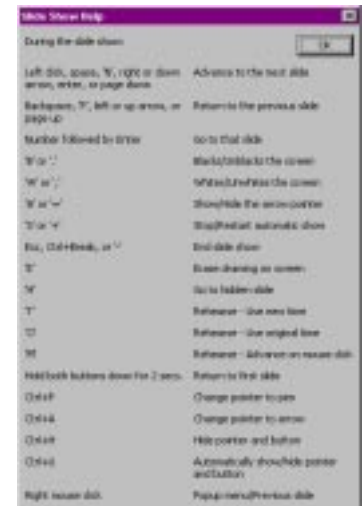 Slide Show Help
During the slide show:
OK
Left click, space, 'N', right or down arrow, enter, or page down Advance to the next slide
Backspace, 'P', left or up arrow, or page up Return to the previous slide
Number followed by Enter Go to that slide
'B' or '.' Blacks/Unblacks the screen
'W' or ',' Whites/Unwhites the screen
'A' or '=' Show/Hide the arrow pointer
'S' or '+' Stop/Restart automatic show
Esc, Ctrl+Break, or '-' End slide show
'E' Erase drawing on screen
'H' Go to hidden slide
'T' Rehearse - Use new time
'O' Rehearse - Use original time
'M' Rehearse - Advance on mouse click
Hold both buttons down for 2 secs. Return to first slide
Ctrl+P Change pointer to pen
Ctrl+A Change pointer to arrow
Ctrl+H Hide pointer and button
Ctrl+U Automatically show/hide pointer and button
Right mouse click Popup menu/Previous slide